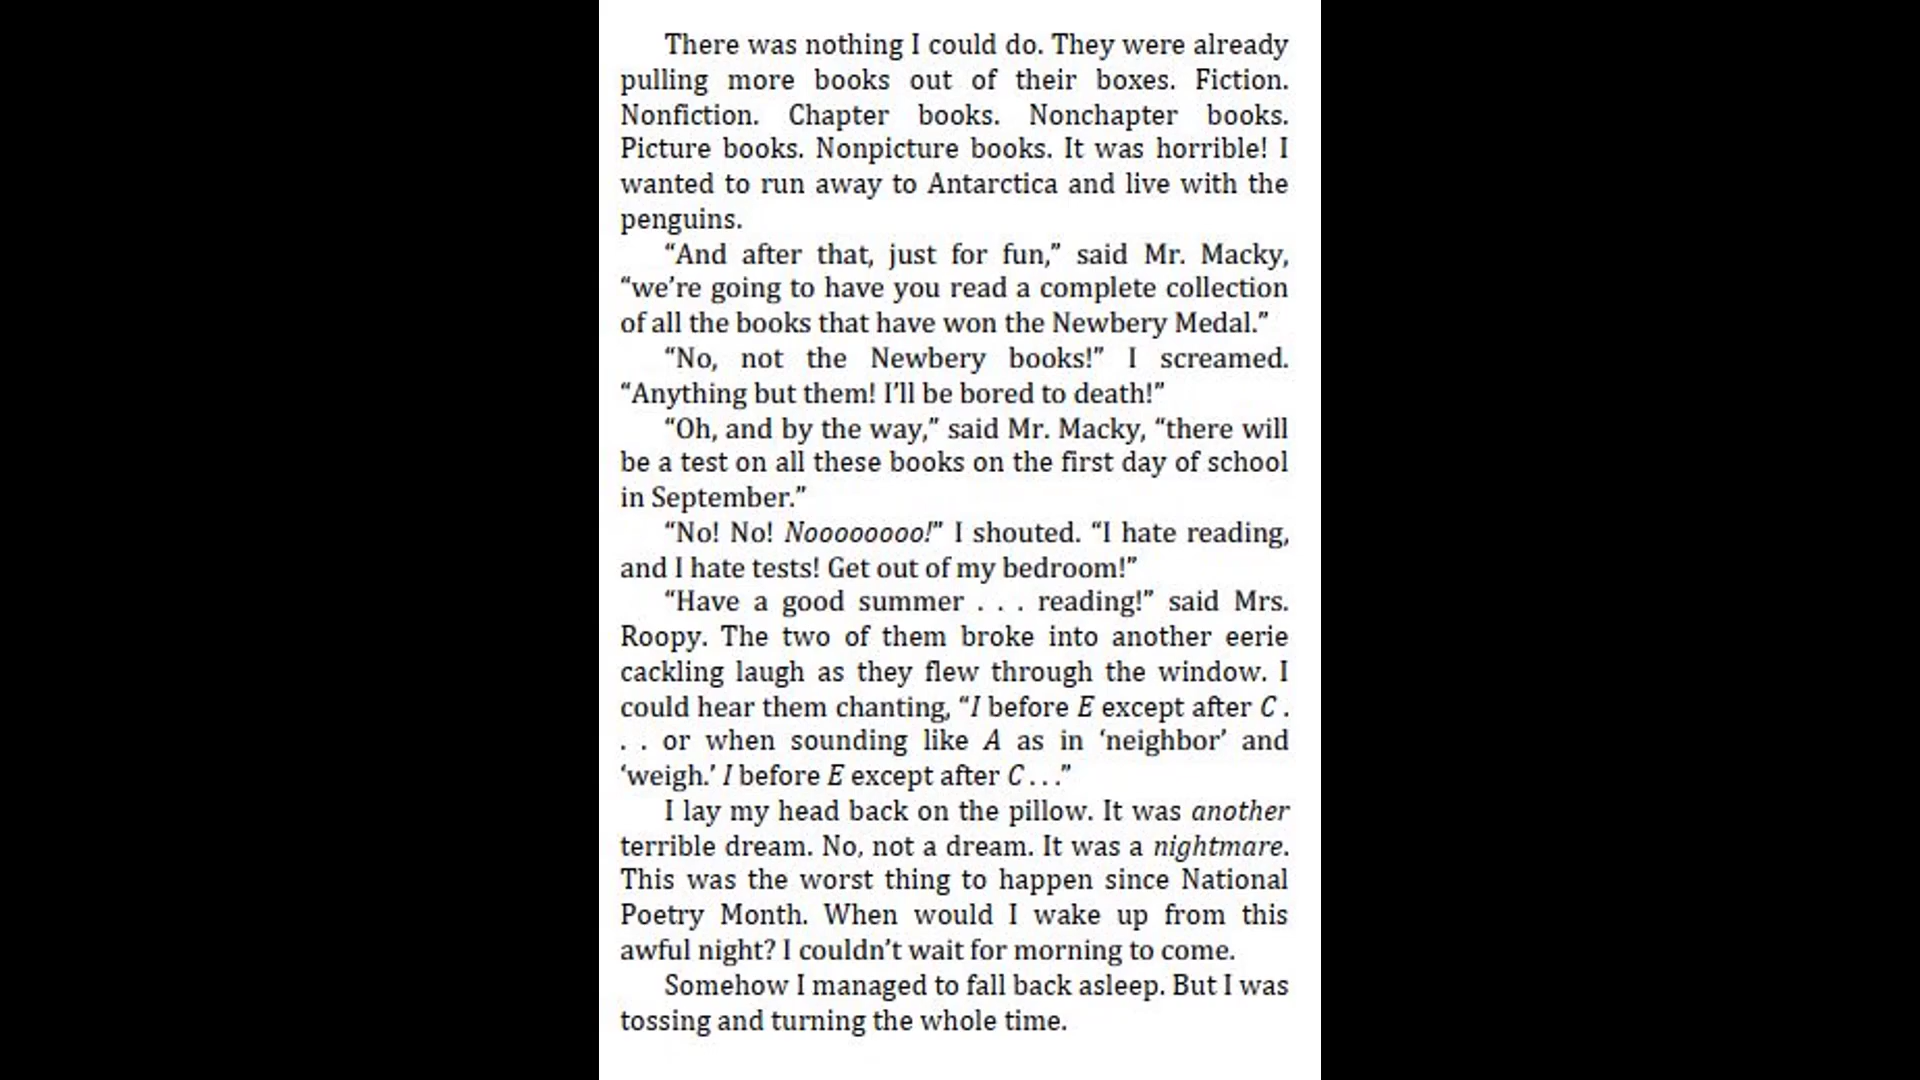 There was nothing I could do. They were already
pulling more books out of their boxes. Fiction.
Nonfiction. Chapter books. Nonchapter books.
Picture books. Nonpicture books. It was horrible! I
wanted to run away to Antarctica and live with the
penguins.
“And after that, just for fun,” said Mr. Macky,
“we’re going to have you read a complete collection
of all the books that have won the Newbery Medal.”
“No, not the Newbery books!” I screamed.
“Anything but them! I’ll be bored to death!”
“Oh, and by the way,” said Mr. Macky, “there will
be a test on all these books on the first day of school
in September.”
“No! No! Noooooooo!” I shouted. “I hate reading,
and I hate tests! Get out of my bedroom!”
“Have a good summer . . . reading!” said Mrs.
Roopy. The two of them broke into another eerie
cackling laugh as they flew through the window. I
could hear them chanting, “I before E except after C .
. . or when sounding like A as in ‘neighbor’ and
‘weigh.’ I before E except after C . . .”
I lay my head back on the pillow. It was another
terrible dream. No, not a dream. It was a nightmare.
This was the worst thing to happen since National
Poetry Month. When would I wake up from this
awful night? I couldn’t wait for morning to come.
Somehow I managed to fall back asleep. But I was
tossing and turning the whole time.